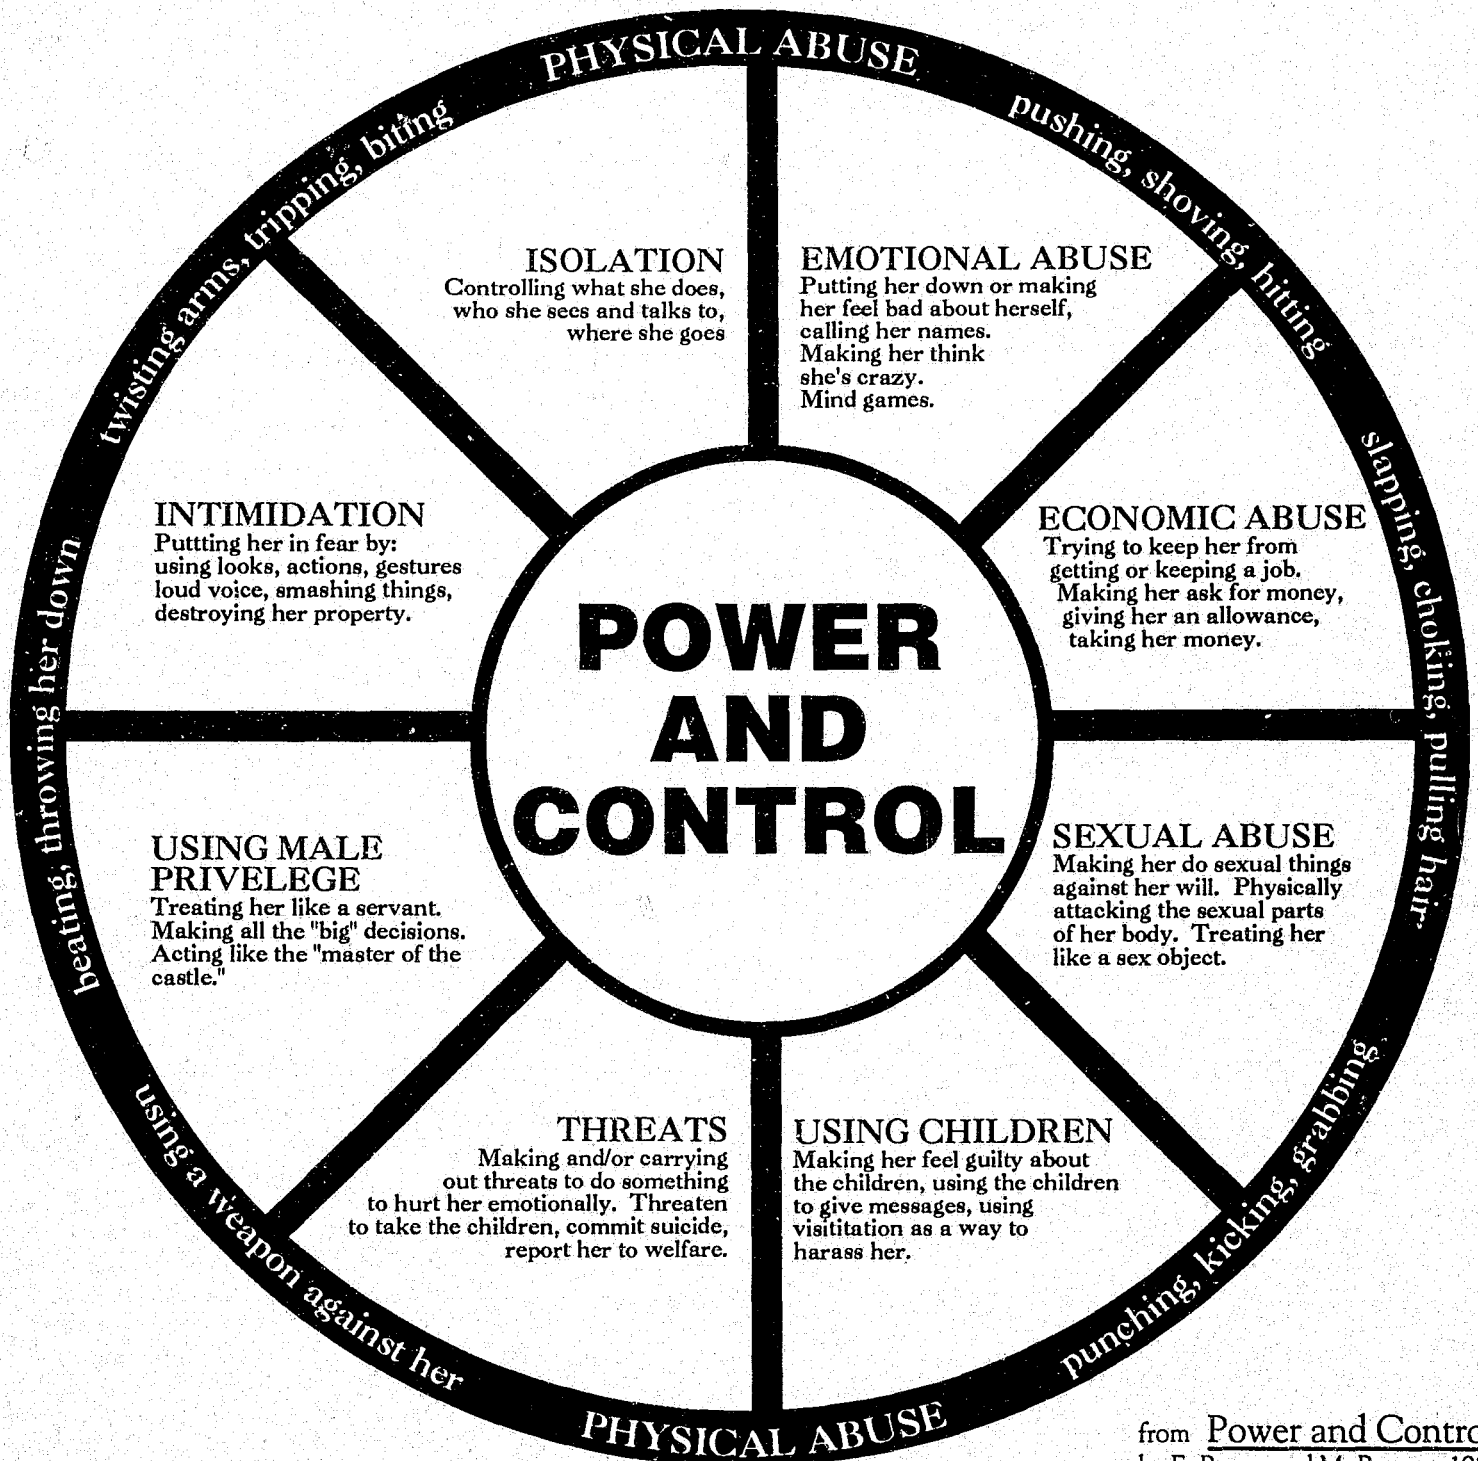 PHYSICAL ABUSE
pushing, shoving, hitting
slapping, choking, pulling hair
punching, kicking, grabbing
PHYSICAL ABUSE
using a weapon against her
beating, throwing her down
twisting arms, tripping, biting
ISOLATION
Controlling what she does,
who she sees and talks to,
where she goes
EMOTIONAL ABUSE
Putting her down or making
her feel bad about herself,
calling her names.
Making her think
she's crazy.
Mind games.
INTIMIDATION
Puttting her in fear by:
using looks, actions, gestures
loud voice, smashing things,
destroying her property.
ECONOMIC ABUSE
Trying to keep her from
getting or keeping a job.
Making her ask for money,
giving her an allowance,
taking her money.
POWER
AND
CONTROL
USING MALE
PRIVELEGE
Treating her like a servant.
Making all the "big" decisions.
Acting like the "master of the
castle."
SEXUAL ABUSE
Making her do sexual things
against her will. Physically
attacking the sexual parts
of her body. Treating her
like a sex object.
THREATS
Making and/or carrying
out threats to do something
to hurt her emotionally. Threaten
to take the children, commit suicide,
report her to welfare.
USING CHILDREN
Making her feel guilty about
the children, using the children
to give messages, using
visititation as a way to
harass her.
from Power and